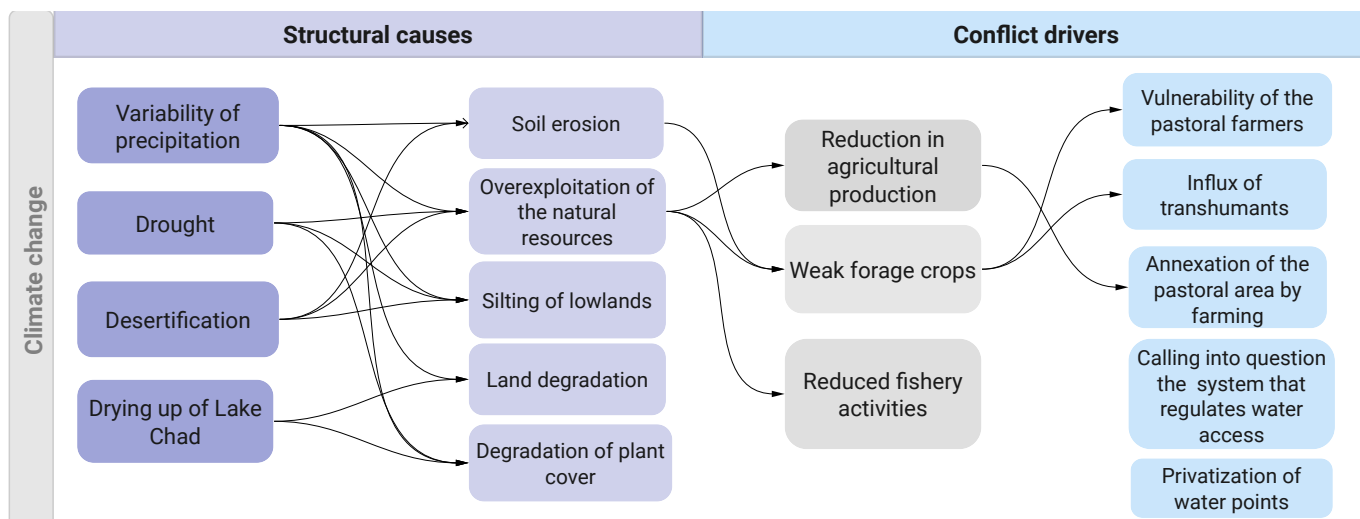 Climate change
Structural causes
Conflict drivers
Variability of
precipitation
Drought
Desertification
Drying up of Lake
Chad
Soil erosion
Overexploitation of
the natural
resources
Silting of lowlands
Land degradation
Degradation of plant
cover
Reduction in
agricultural
production
Weak forage crops
Reduced fishery
activities
Vulnerability of the
pastoral farmers
Influx of
transhumants
Annexation of the
pastoral area by
farming
Calling into question
the system that
regulates water
access
Privatization of
water points